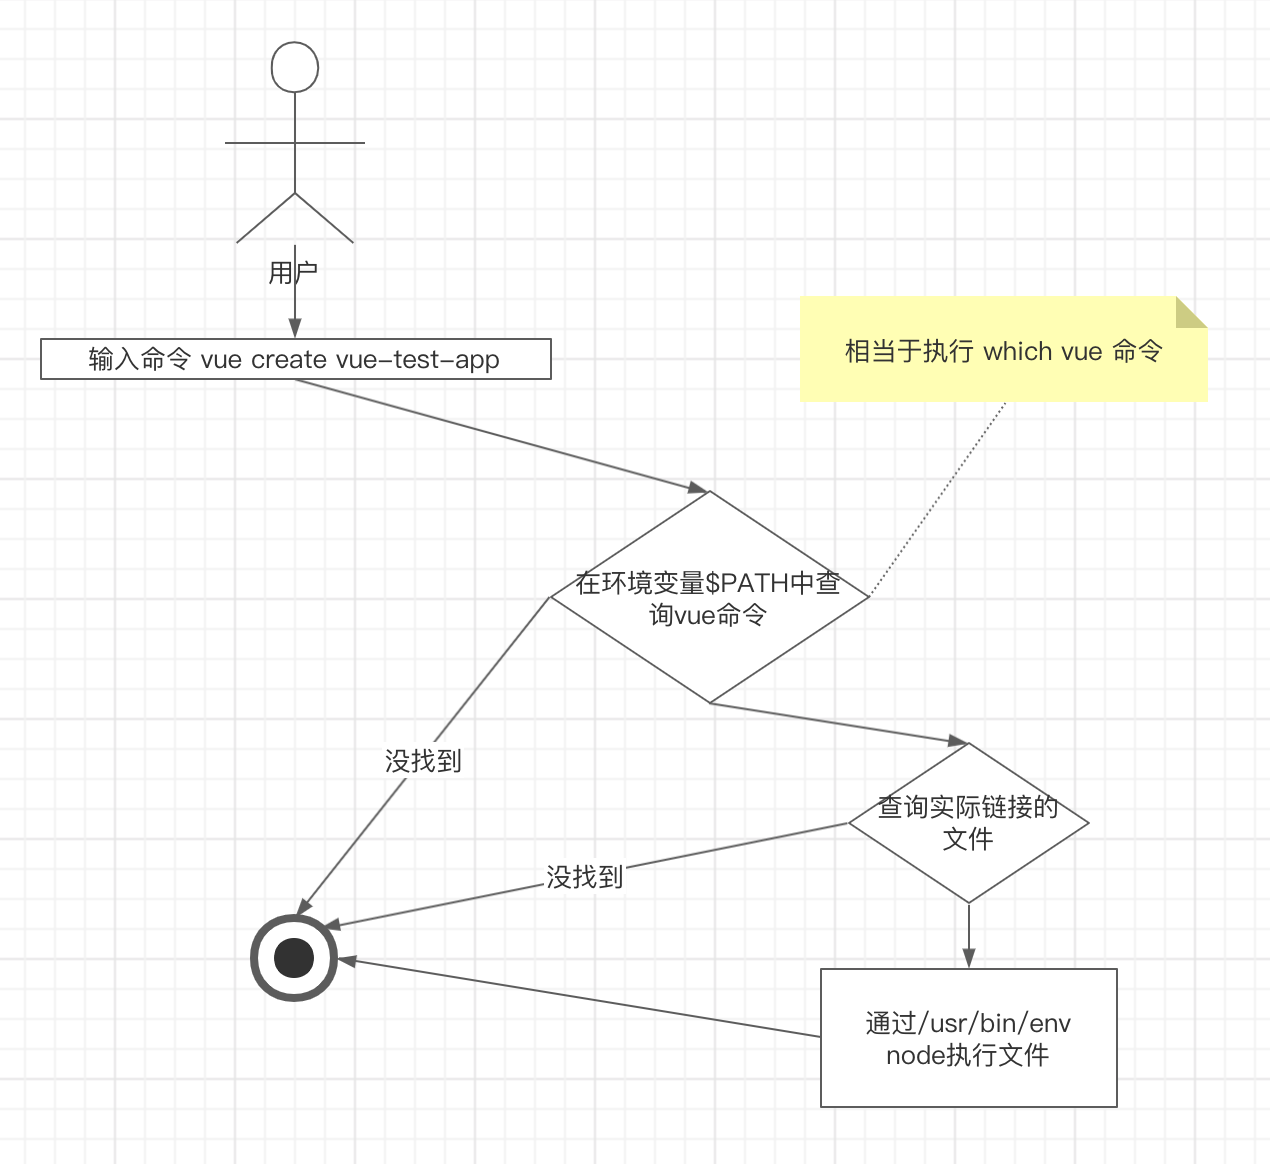 用户
输入命令 vue create vue-test-app
相当于执行 which vue 命令
在环境变量$PATH中查
询vue命令
没找到
查询实际链接的
文件
没找到
通过/usr/bin/env
node执行文件